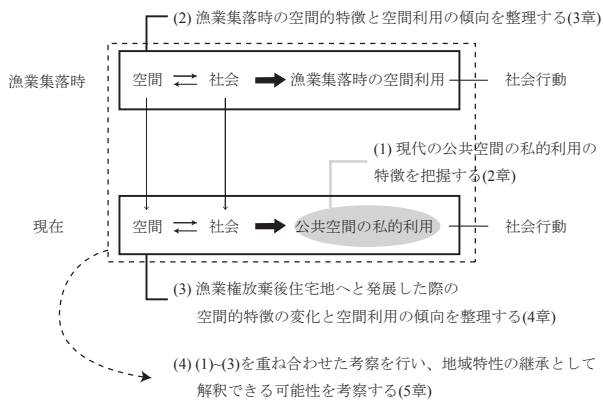 (2) 漁業集落時の空間的特徴と空間利用の傾向を整理する(3章)
漁業集落時
空間
社会
漁業集落時の空間利用
社会行動
(1) 現代の公共空間の私的利用の
特徴を把握する(2章)
現在
空間
社会
公共空間の私的利用
社会行動
(3) 漁業権放棄後住宅地へと発展した際の
空間的特徴の変化と空間利用の傾向を整理する(4章)
(4) (1)~(3)を重ね合わせた考察を行い、地域特性の継承として
解釈できる可能性を考察する(5章)